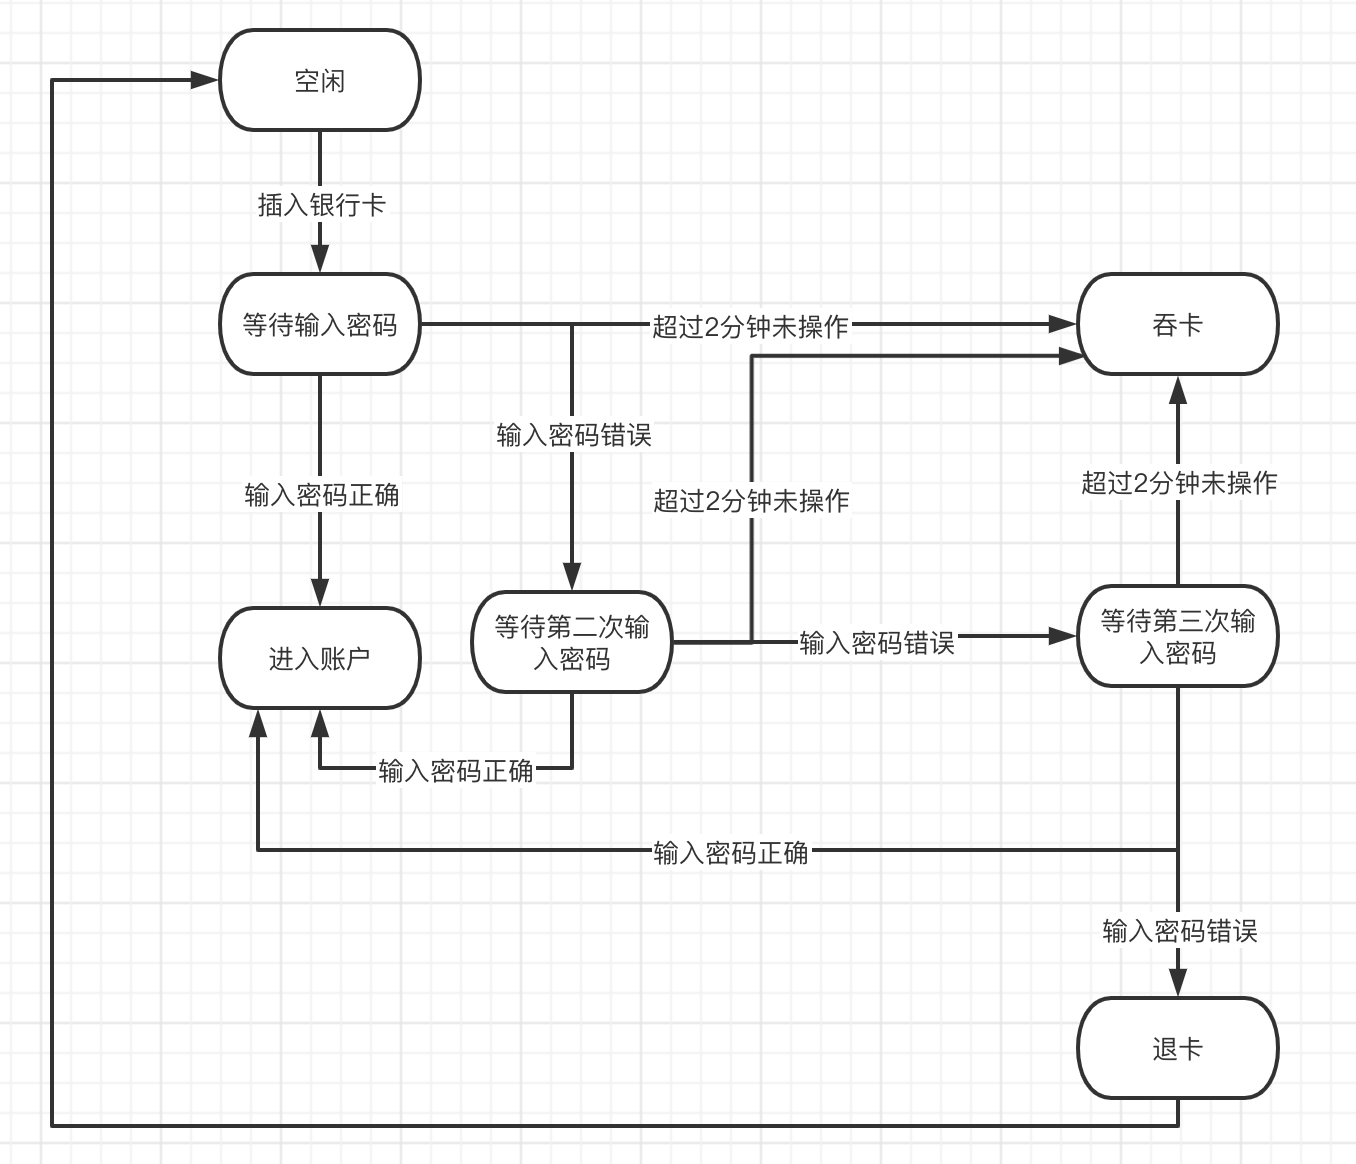 空闲
插入银行卡
等待输入密码
超过2分钟未操作
吞卡
输入密码错误
输入密码正确
超过2分钟未操作
超过2分钟未操作
进入账户
等待第二次输
入密码
输入密码错误
等待第三次输
入密码
输入密码正确
输入密码正确
输入密码错误
退卡